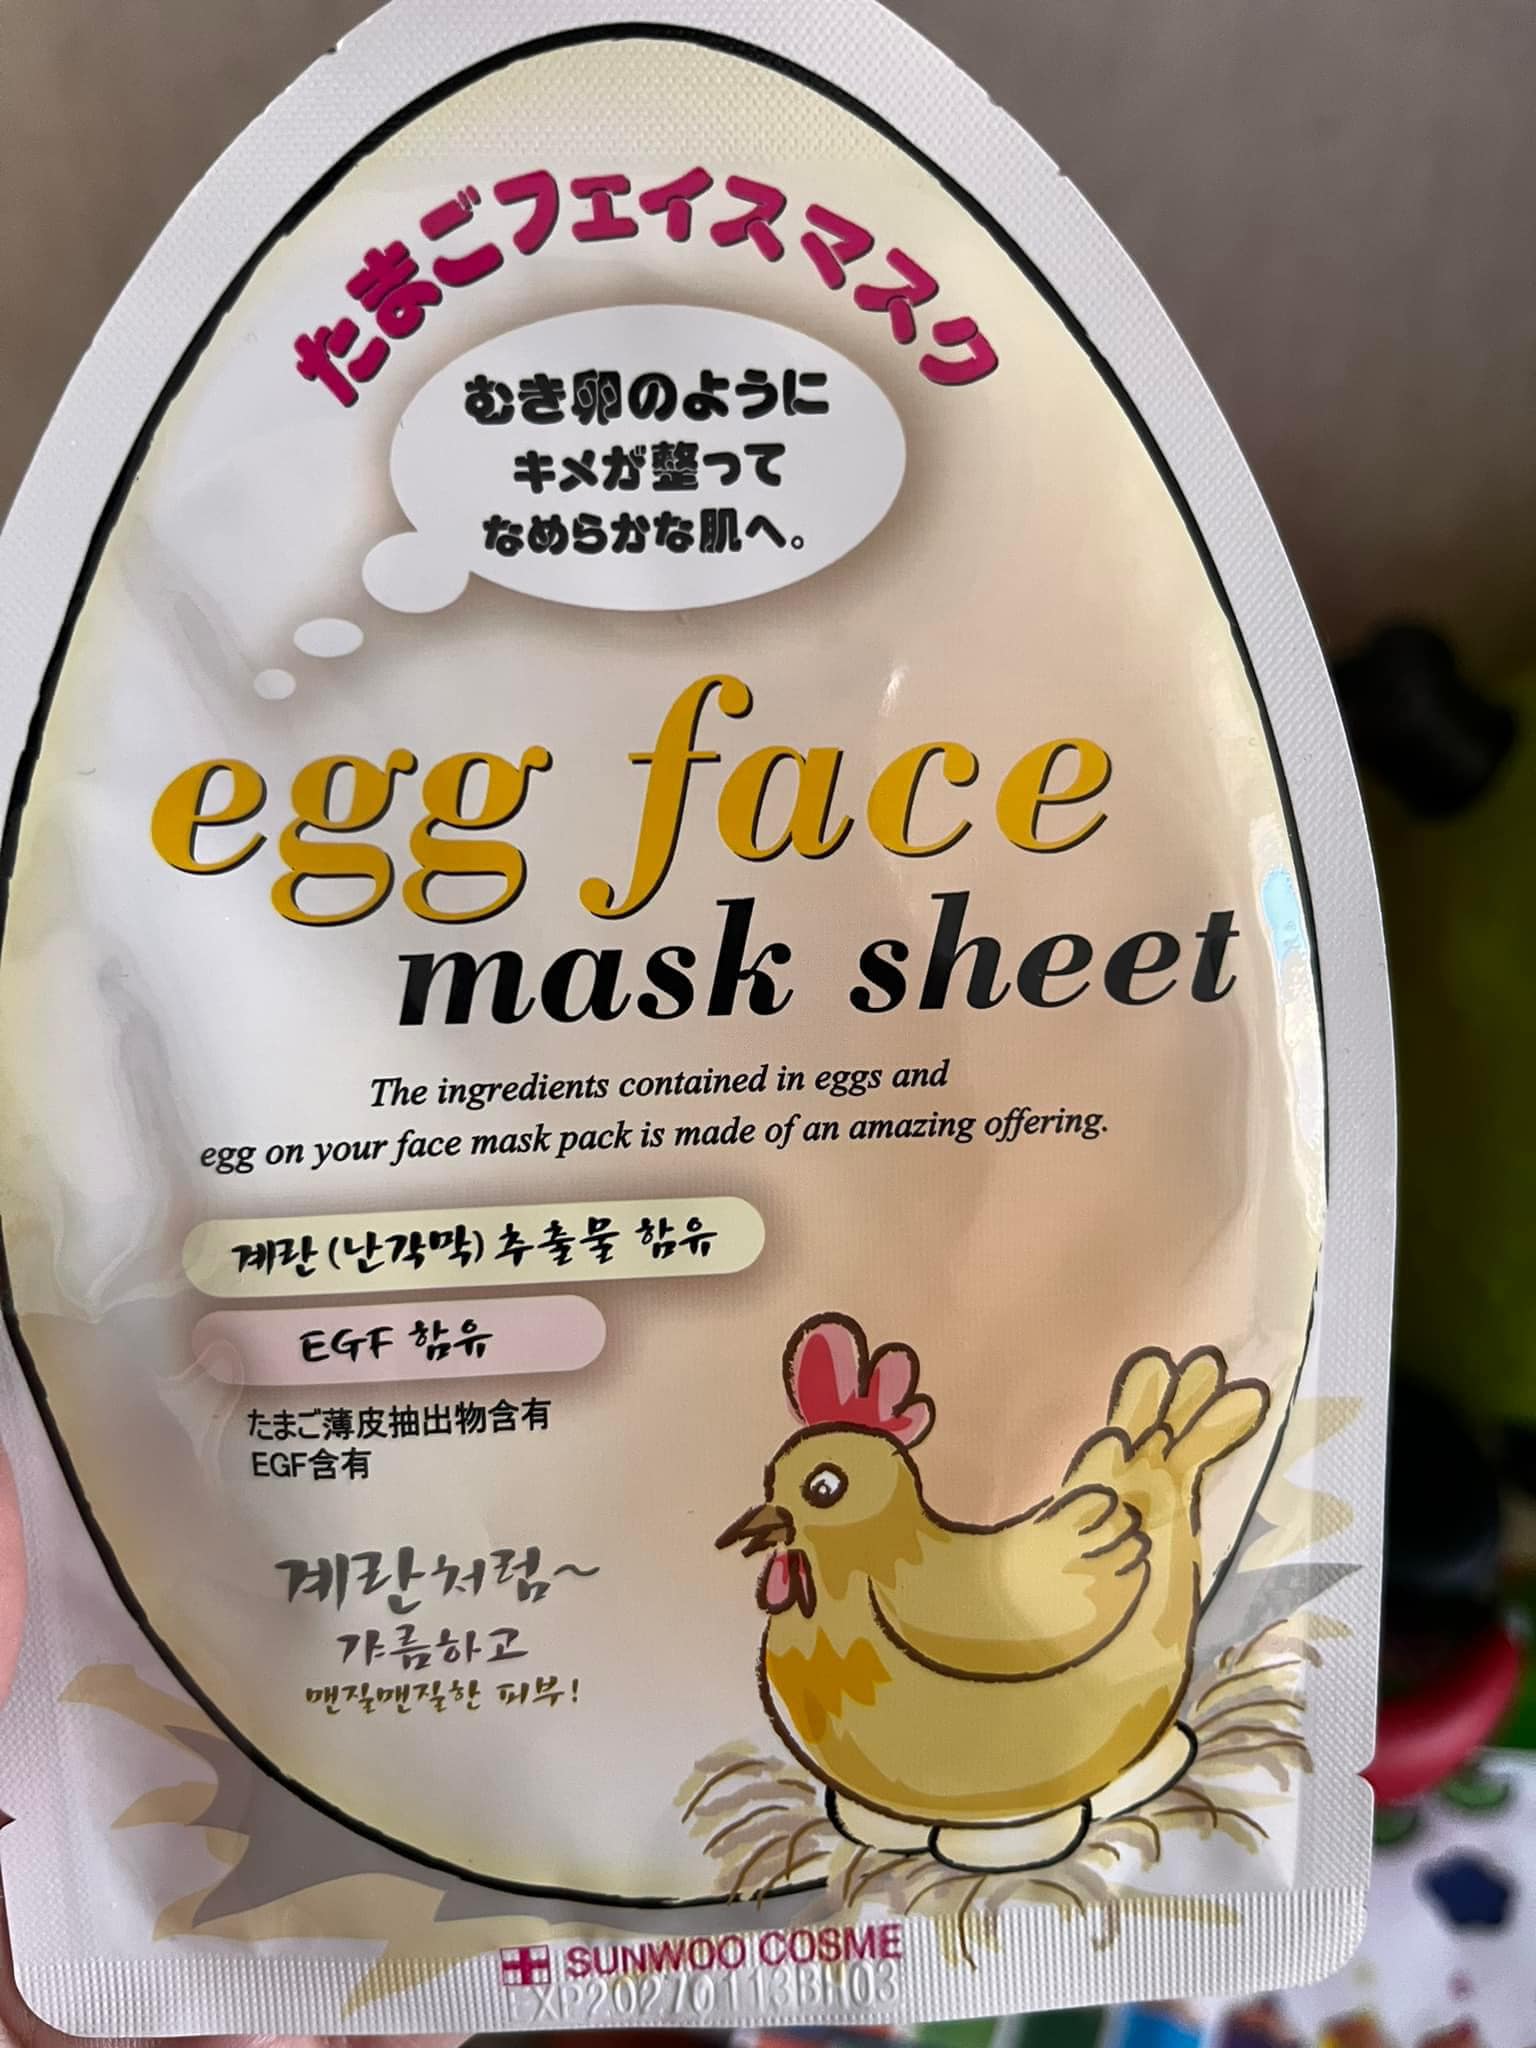 たまごフェイスマスク
むき卵のように
キメが整って
なめらかな肌へ。
egg face
mask sheet
The ingredients contained in eggs and
egg on your face mask pack is made of an amazing offering.
계란(난각막)추출물 함유
EGF 함유
たまご薄皮抽出物含有
EGF含有
계란처럼~
갸름하고
맨질맨질한 피부!
SUNWOO COSME
EXP20270113BH03